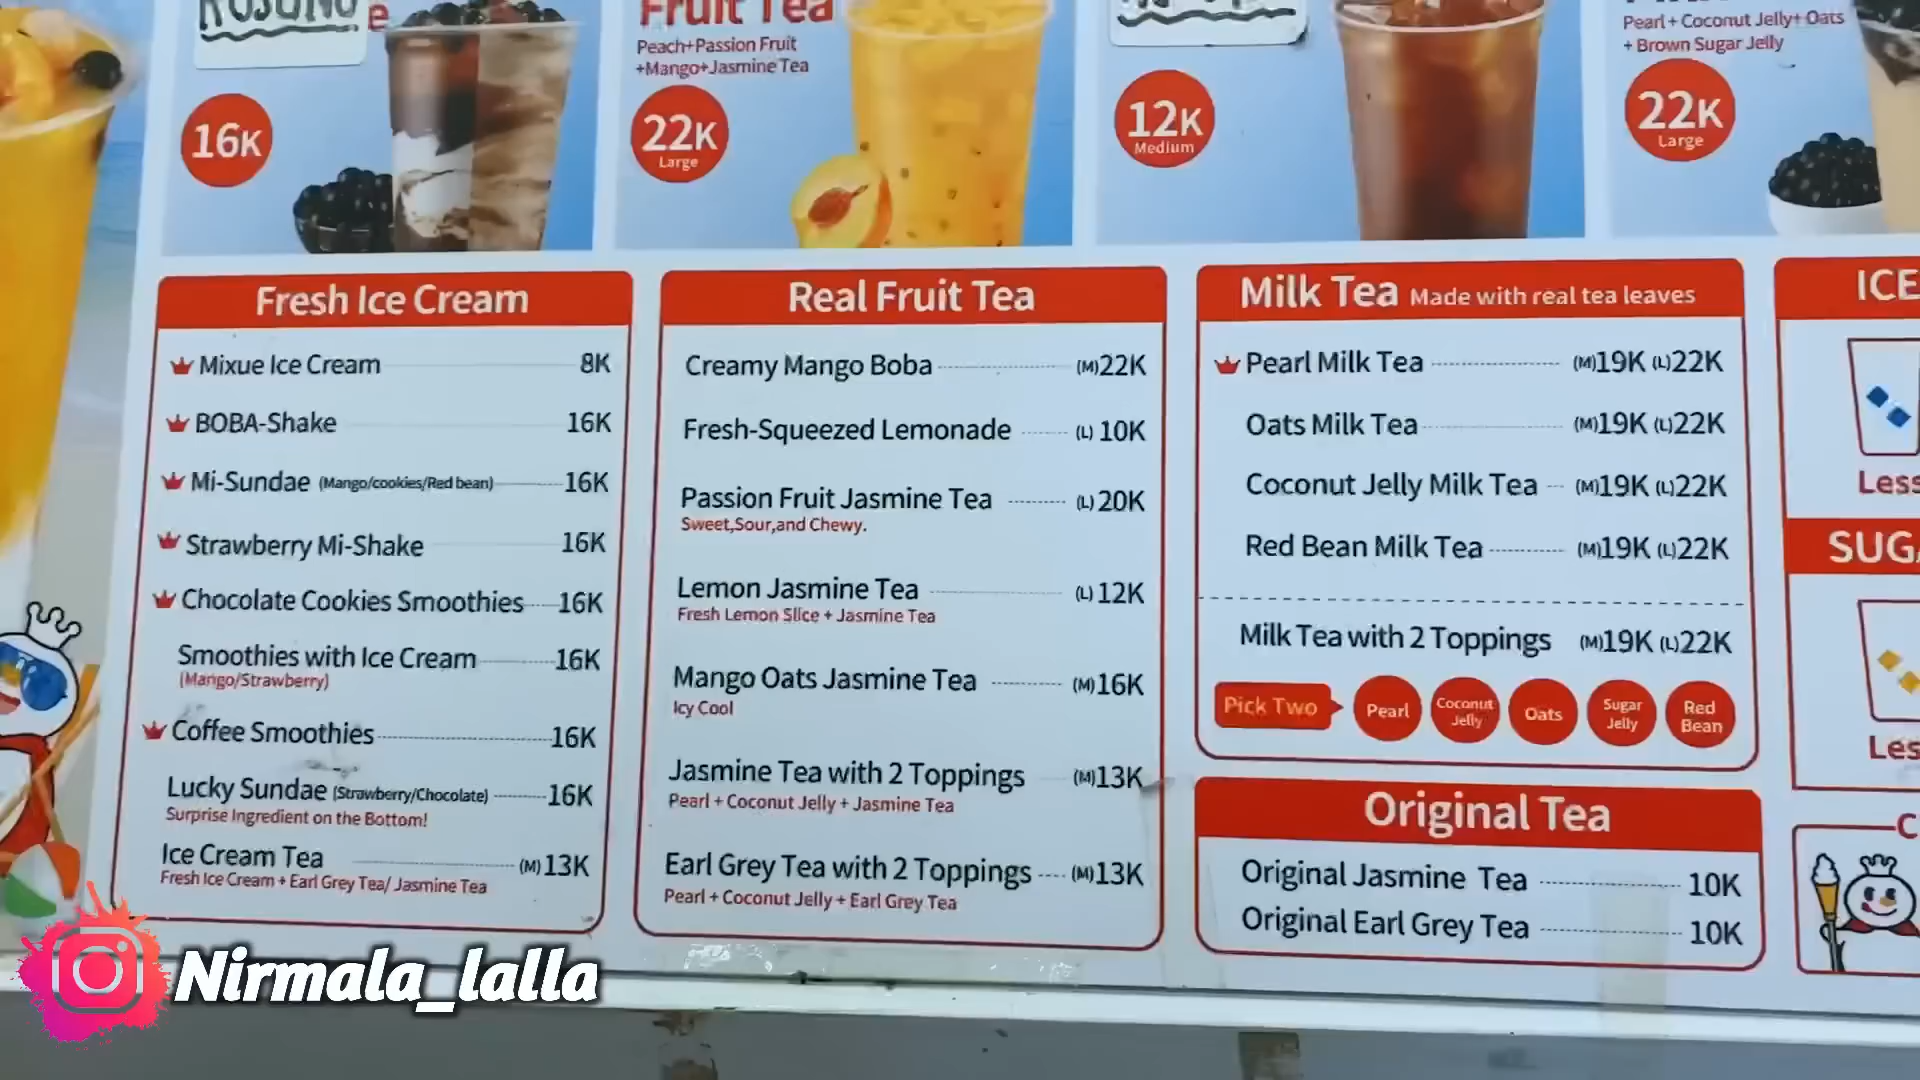 KOSONG
e
16K
Fruit Tea
Peach+Passion Fruit
+Mango+Jasmine Tea
22K
Large
12K
Medium
Pearl + Coconut Jelly+ Oats
+ Brown Sugar Jelly
22K
Large
Fresh Ice Cream
Mixue Ice Cream 8K
BOBA-Shake 16K
Mi-Sundae (Mango/cookies/Red bean) 16K
Strawberry Mi-Shake 16K
Chocolate Cookies Smoothies 16K
Smoothies with Ice Cream 16K
(Mango/Strawberry)
Coffee Smoothies 16K
Lucky Sundae (Strawberry/Chocolate) 16K
Surprise Ingredient on the Bottom!
Ice Cream Tea (M)13K
Fresh Ice Cream + Earl Grey Tea/ Jasmine Tea
Real Fruit Tea
Creamy Mango Boba (M)22K
Fresh-Squeezed Lemonade (L) 10K
Passion Fruit Jasmine Tea (L) 20K
Sweet,Sour,and Chewy.
Lemon Jasmine Tea (L) 12K
Fresh Lemon Slice + Jasmine Tea
Mango Oats Jasmine Tea (M)16K
Icy Cool
Jasmine Tea with 2 Toppings (M)13K
Pearl + Coconut Jelly + Jasmine Tea
Earl Grey Tea with 2 Toppings (M)13K
Pearl + Coconut Jelly + Earl Grey Tea
Milk Tea Made with real tea leaves
Pearl Milk Tea (M)19K (L)22K
Oats Milk Tea (M)19K (L)22K
Coconut Jelly Milk Tea (M)19K (L)22K
Red Bean Milk Tea (M)19K (L)22K
Milk Tea with 2 Toppings (M)19K (L)22K
Pick Two
Pearl
Coconut
Jelly
Oats
Sugar
Jelly
Red
Bean
Original Tea
Original Jasmine Tea 10K
Original Earl Grey Tea 10K
ICE
Less
SUGA
Les
C
Nirmala_lalla